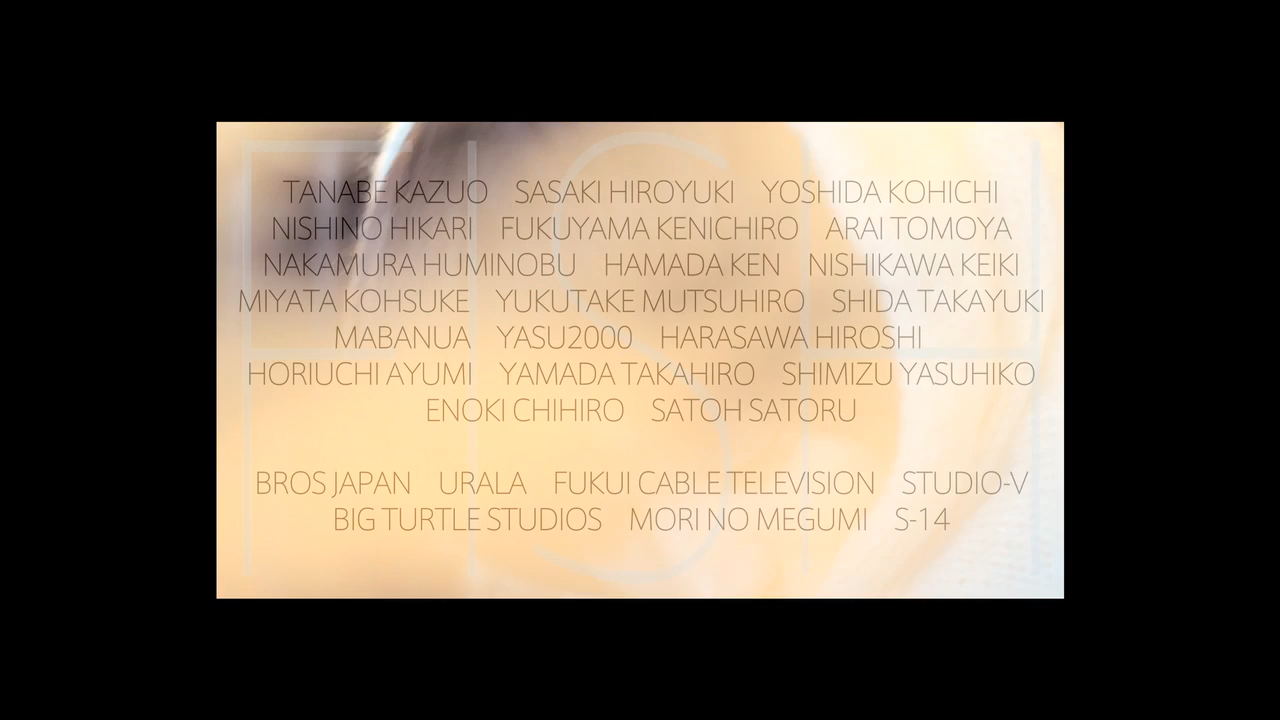 FISH
TANABE KAZUO SASAKI HIROYUKI YOSHIDA KOHICHI
NISHINO HIKARI FUKUYAMA KENICHIRO ARAI TOMOYA
NAKAMURA HUMINOBU HAMADA KEN NISHIKAWA KEIKI
MIYATA KOHSUKE YUKUTAKE MUTSUHIRO SHIDA TAKAYUKI
MABANUA YASU2000 HARASAWA HIROSHI
HORIUCHI AYUMI YAMADA TAKAHIRO SHIMIZU YASUHIKO
ENOKI CHIHIRO SATOH SATORU
BROS JAPAN URALA FUKUI CABLE TELEVISION STUDIO-V
BIG TURTLE STUDIOS MORI NO MEGUMI S-14